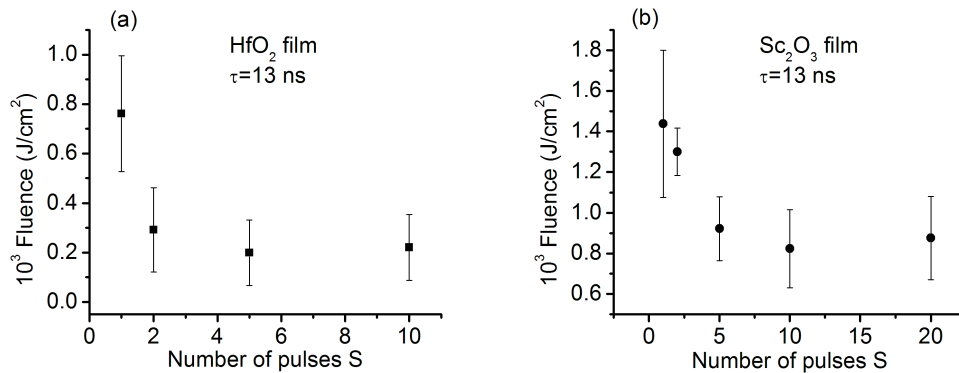 (a)
HfO₂ film
τ=13 ns
10³ Fluence (J/cm²)
1.0
0.8
0.6
0.4
0.2
0.0
0 2 4 6 8 10
Number of pulses S
(b)
Sc₂O₃ film
τ=13 ns
10³ Fluence (J/cm²)
1.8
1.6
1.4
1.2
1.0
0.8
0.6
0 5 10 15 20
Number of pulses S